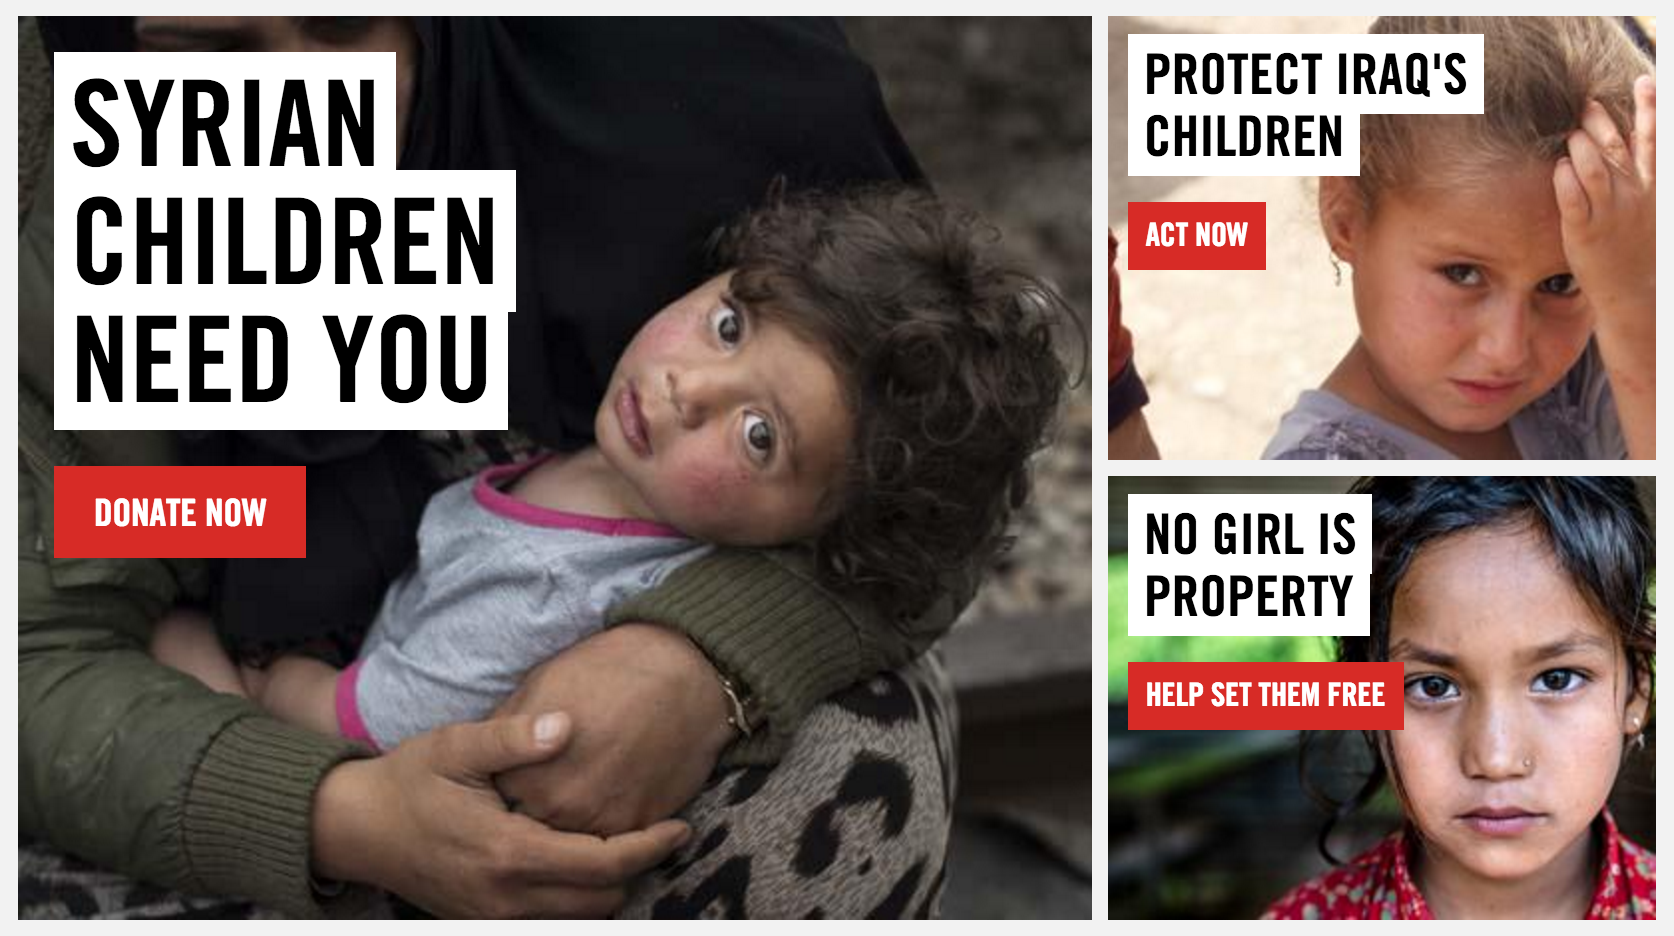 SYRIAN
CHILDREN
NEED YOU
DONATE NOW
PROTECT IRAQ'S
CHILDREN
ACT NOW
NO GIRL IS
PROPERTY
HELP SET THEM FREE